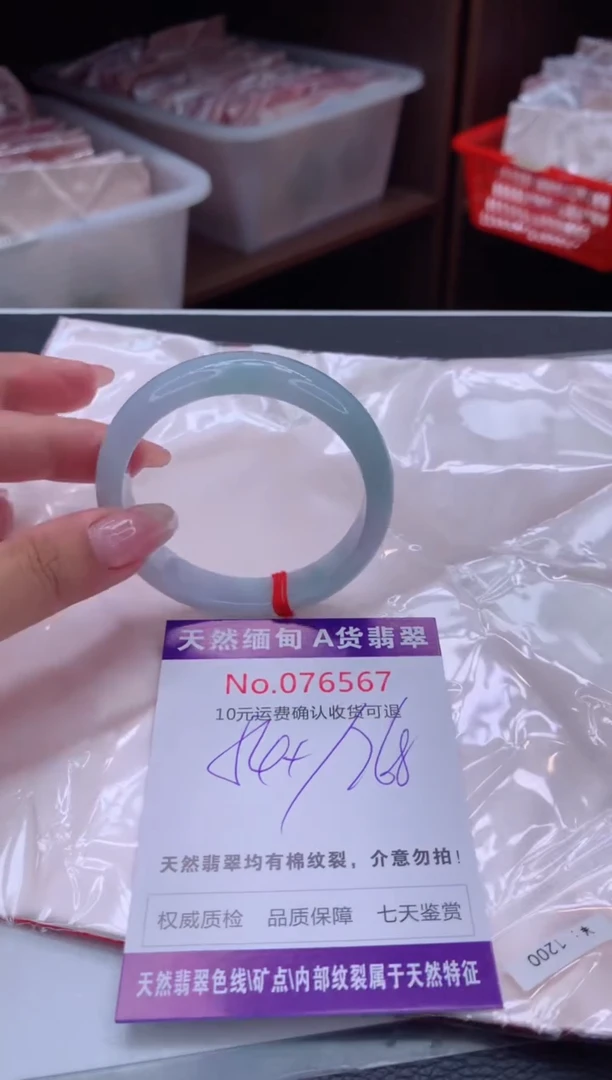 天然缅甸 A货翡翠
No.076567
10元运费确认收货可退
天然翡翠均有棉纹裂，介意勿拍！
权威质检 品质保障 七天鉴赏
天然翡翠色线\矿点\内部纹裂属于天然特征
1200